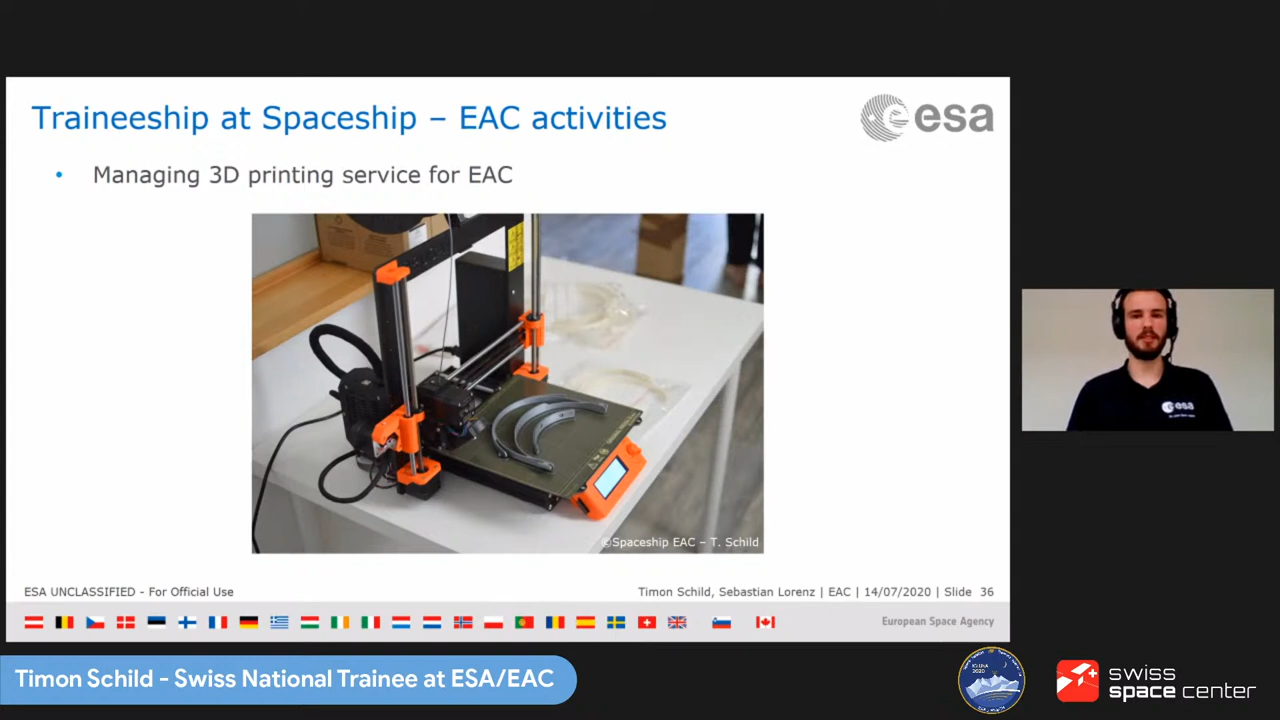 Traineeship at Spaceship – EAC activities
esa
• Managing 3D printing service for EAC
©Spaceship EAC – T. Schild
esa
ESA UNCLASSIFIED - For Official Use
Timon Schild, Sebastian Lorenz | EAC | 14/07/2020 | Slide 36
European Space Agency
Timon Schild - Swiss National Trainee at ESA/EAC
IGLUNA
2020
swiss
space center